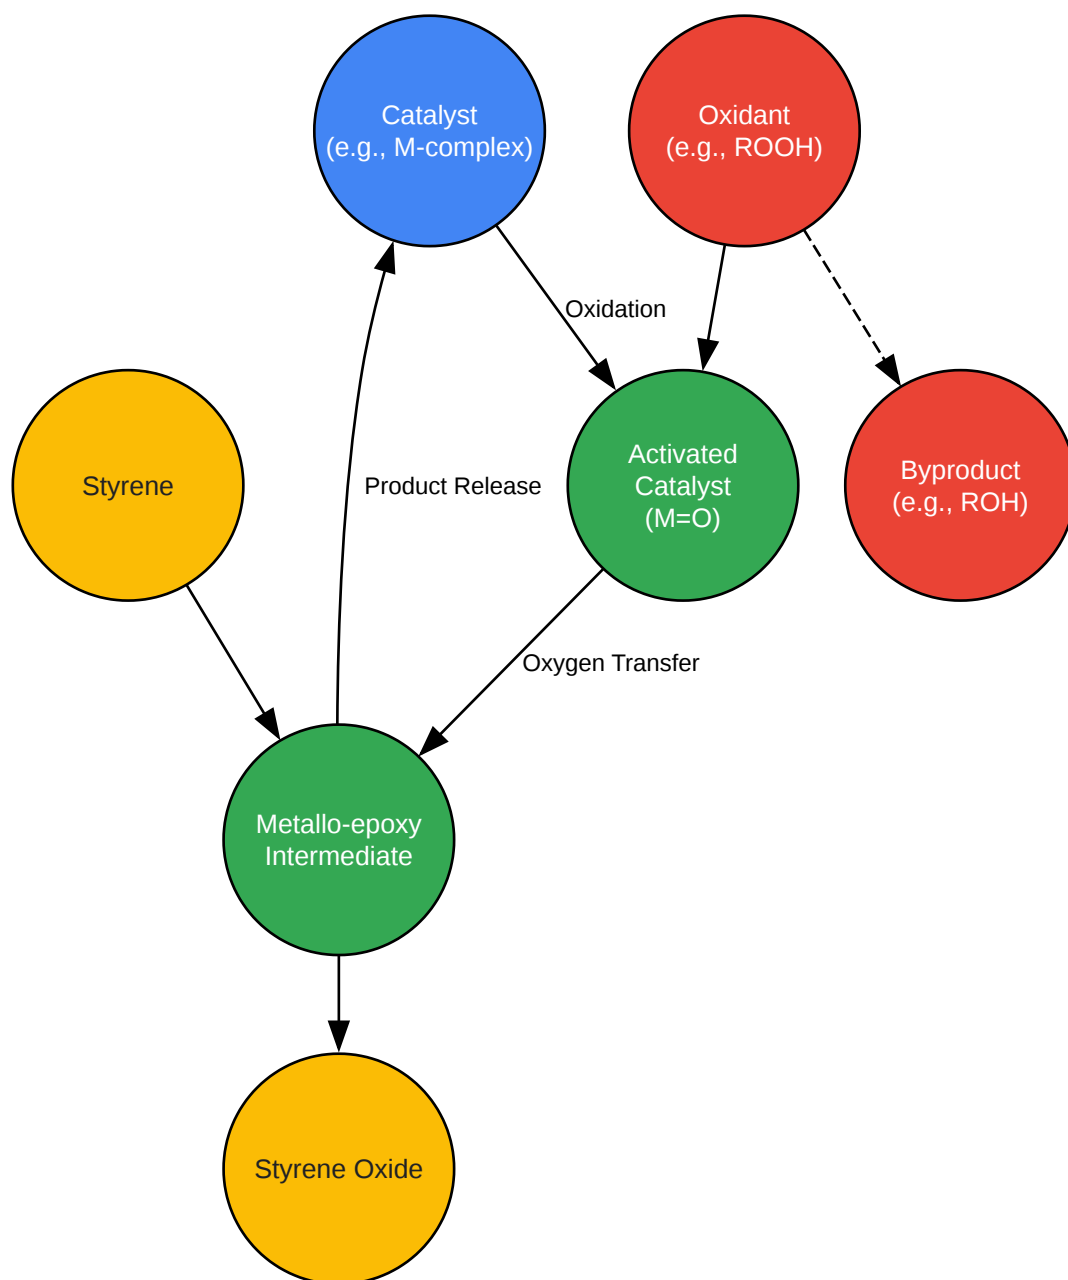 Catalyst
(e.g., M-complex)
Oxidant
(e.g., ROOH)
Oxidation
Styrene
Product Release
Activated
Catalyst
(M=O)
Byproduct
(e.g., ROH)
Oxygen Transfer
Metallo-epoxy
Intermediate
Styrene Oxide